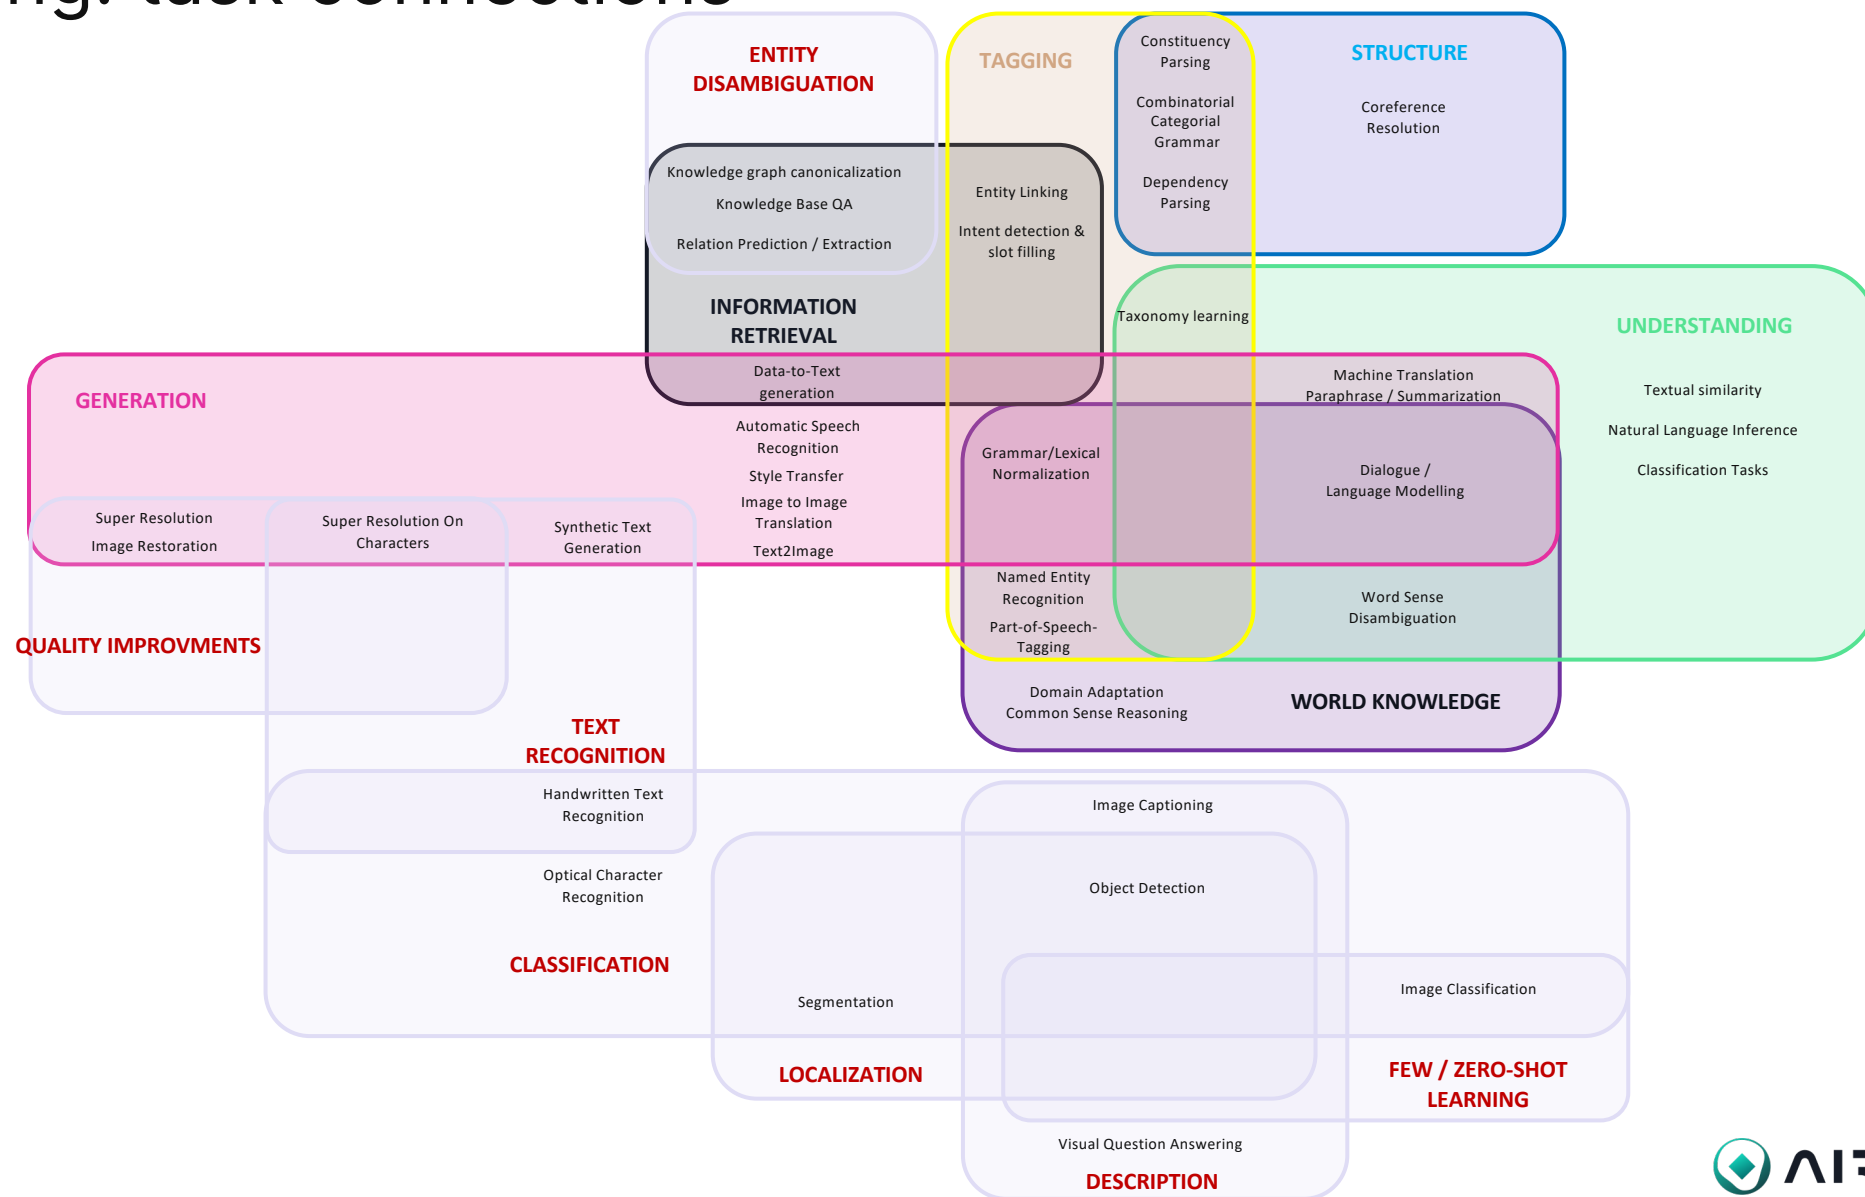 ng: task connections
ENTITY
DISAMBIGUATION
TAGGING
Constituency
Parsing
Combinatorial
Categorial
Grammar
Dependency
Parsing
STRUCTURE
Coreference
Resolution
Knowledge graph canonicalization
Knowledge Base QA
Relation Prediction / Extraction
Entity Linking
Intent detection &
slot filling
INFORMATION
RETRIEVAL
Taxonomy learning
UNDERSTANDING
Textual similarity
Natural Language Inference
Classification Tasks
GENERATION
Data-to-Text
generation
Machine Translation
Paraphrase / Summarization
Automatic Speech
Recognition
Style Transfer
Image to Image
Translation
Text2Image
Grammar/Lexical
Normalization
Dialogue /
Language Modelling
Super Resolution
Image Restoration
Super Resolution On
Characters
Synthetic Text
Generation
Named Entity
Recognition
Part-of-Speech-
Tagging
Word Sense
Disambiguation
QUALITY IMPROVMENTS
Domain Adaptation
Common Sense Reasoning
WORLD KNOWLEDGE
TEXT
RECOGNITION
Handwritten Text
Recognition
Optical Character
Recognition
Image Captioning
Object Detection
CLASSIFICATION
Segmentation
Image Classification
LOCALIZATION
FEW / ZERO-SHOT
LEARNING
Visual Question Answering
DESCRIPTION